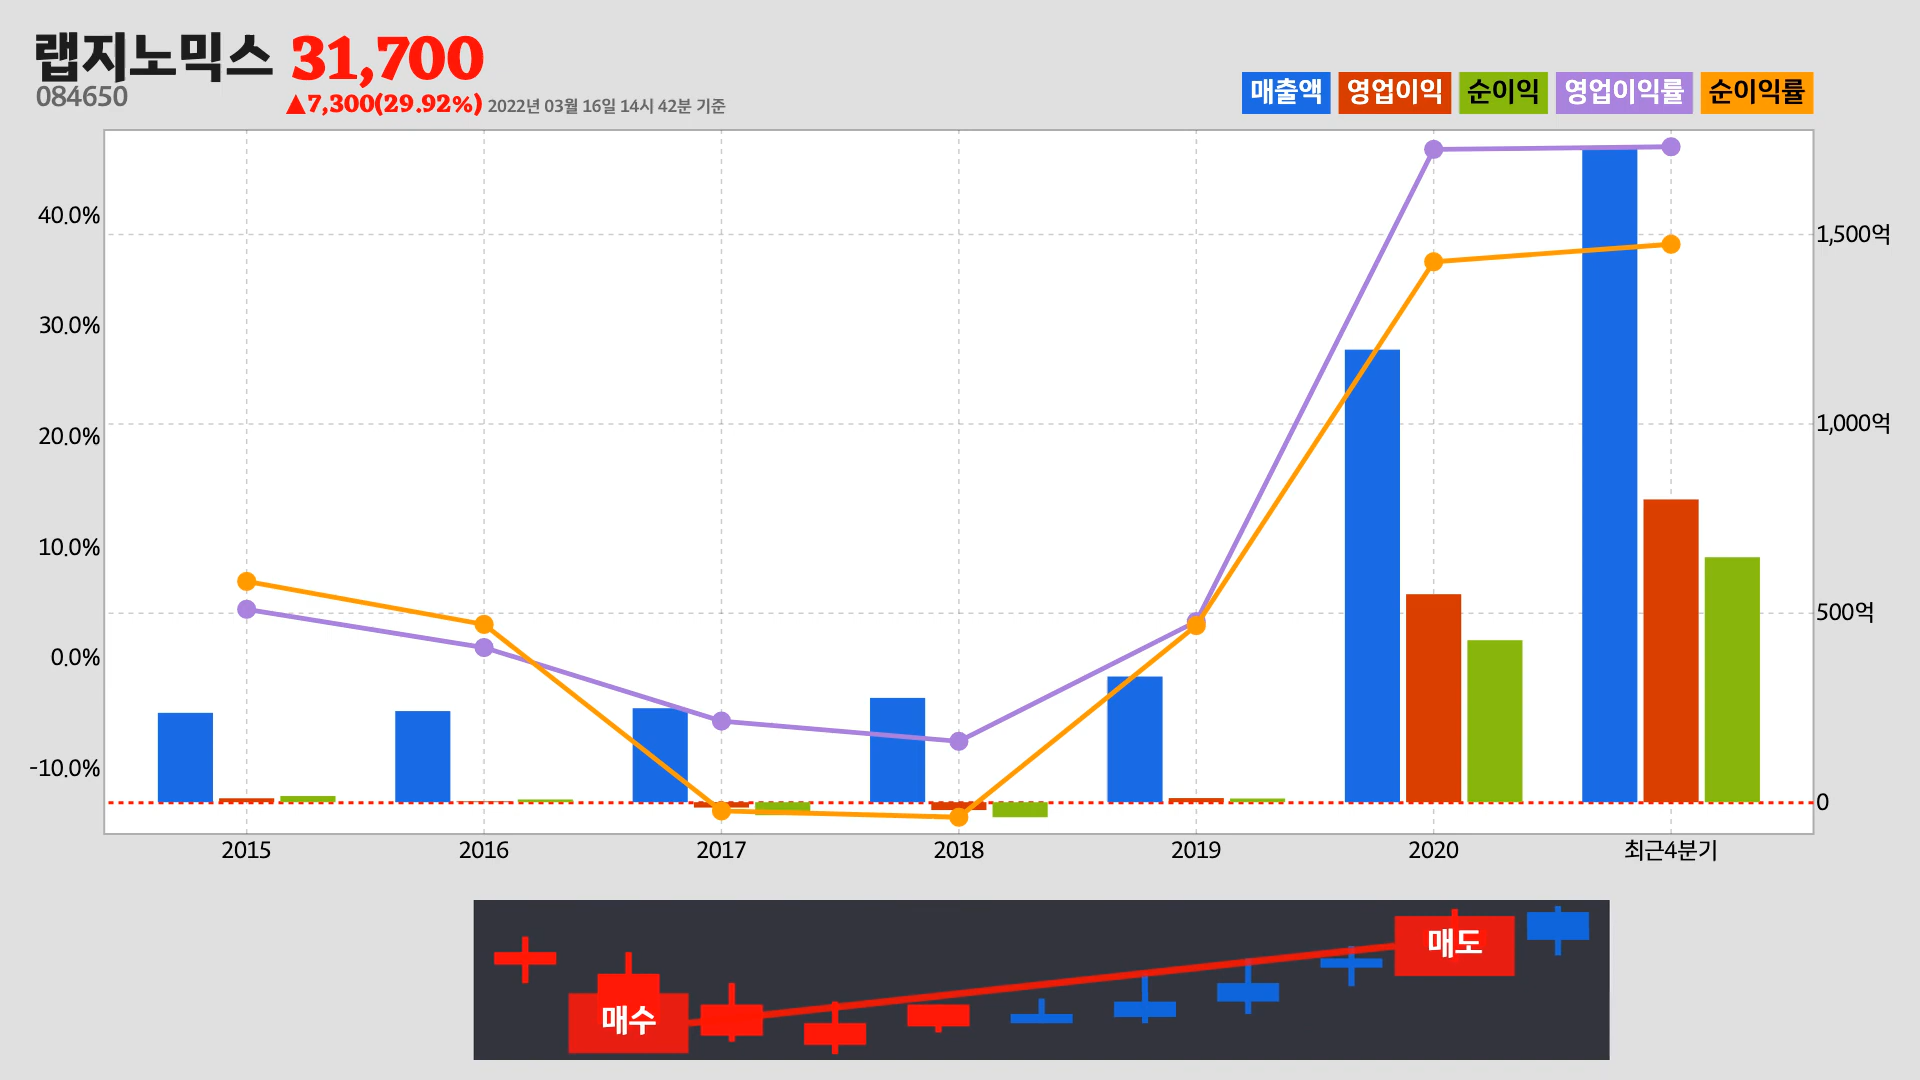 랩지노믹스 31,700
084650
▲7,300(29.92%) 2022년 03월 16일 14시 42분 기준
매출액 영업이익 순이익 영업이익률 순이익률
40.0%
30.0%
20.0%
10.0%
0.0%
-10.0%
1,500억
1,000억
500억
0
2015 2016 2017 2018 2019 2020 최근4분기
매수
매도